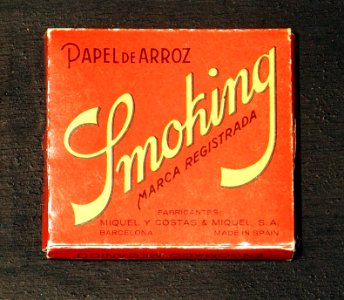 PAPEL DE ARROZ
Smoking
MARCA REGISTRADA
FABRICANTES:
MIQUEL Y COSTAS & MIQUEL, S.A.
BARCELONA MADE IN SPAIN